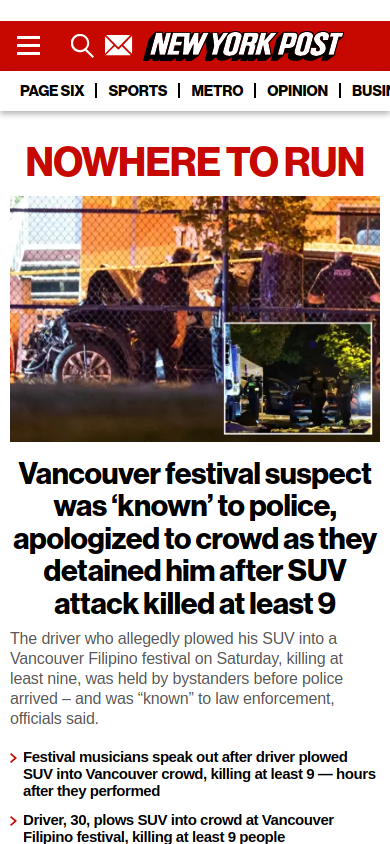 NEW YORK POST
PAGE SIX | SPORTS | METRO | OPINION | BUSIN
NOWHERE TO RUN
TA
Vancouver festival suspect
was ‘known’ to police,
apologized to crowd as they
detained him after SUV
attack killed at least 9
The driver who allegedly plowed his SUV into a
Vancouver Filipino festival on Saturday, killing at
least nine, was held by bystanders before police
arrived – and was “known” to law enforcement,
officials said.
Festival musicians speak out after driver plowed
SUV into Vancouver crowd, killing at least 9 — hours
after they performed
Driver, 30, plows SUV into crowd at Vancouver
Filipino festival, killing at least 9 people